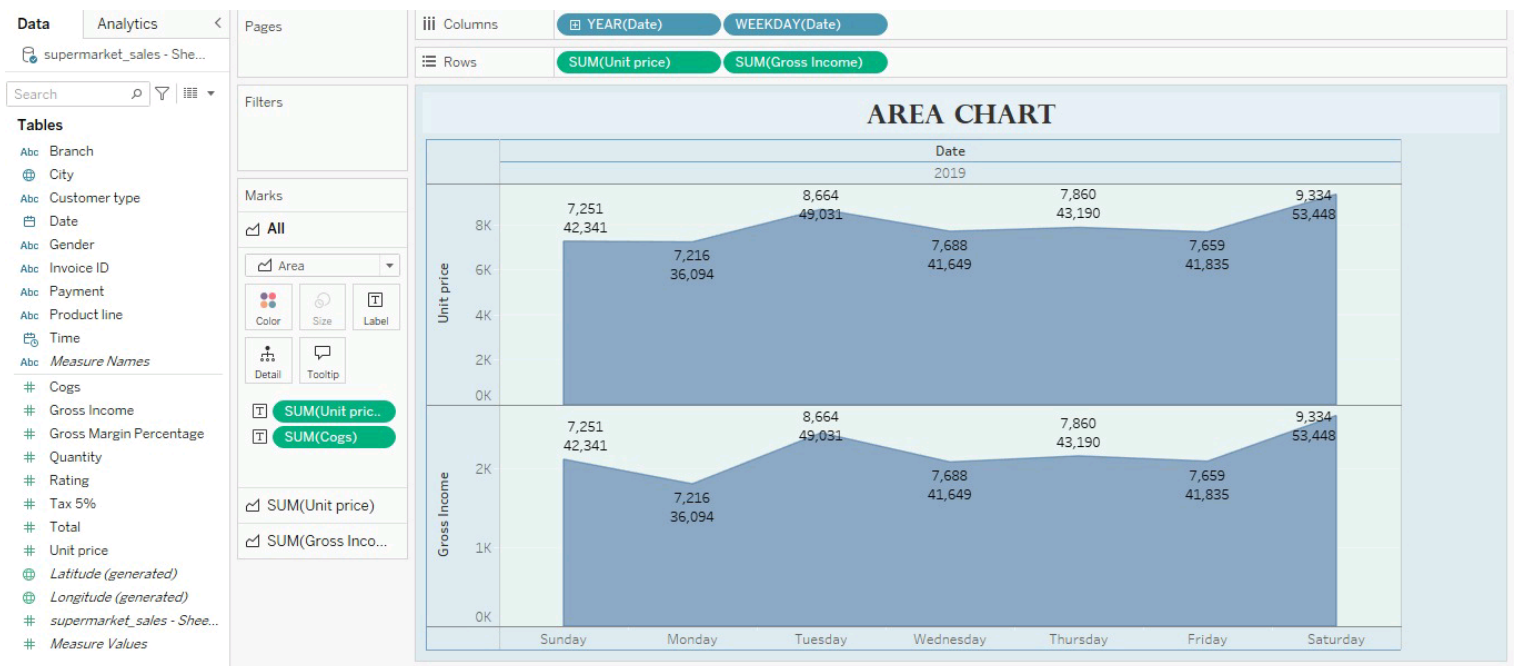 Data Analytics
supermarket_sales - She...
Search
Tables
Abc Branch
City
Abc Customer type
Date
Abc Gender
Abc Invoice ID
Abc Payment
Abc Product line
Time
Abc Measure Names
# Cogs
# Gross Income
# Gross Margin Percentage
# Quantity
# Rating
# Tax 5%
# Total
# Unit price
Latitude (generated)
Longitude (generated)
# supermarket_sales - Shee...
# Measure Values
Pages
Filters
Marks
All
Area
Color Size Label
T
Detail Tooltip
T SUM(Unit pric..
T SUM(Cogs)
SUM(Unit price)
SUM(Gross Inco...
Columns YEAR(Date) WEEKDAY(Date)
Rows SUM(Unit price) SUM(Gross Income)
AREA CHART
Date
2019
Unit price
8K
6K
4K
2K
0K
7,251
42,341
7,216
36,094
8,664
49,031
7,688
41,649
7,860
43,190
7,659
41,835
9,334
53,448
Gross Income
2K
1K
0K
7,251
42,341
7,216
36,094
8,664
49,031
7,688
41,649
7,860
43,190
7,659
41,835
9,334
53,448
Sunday Monday Tuesday Wednesday Thursday Friday Saturday